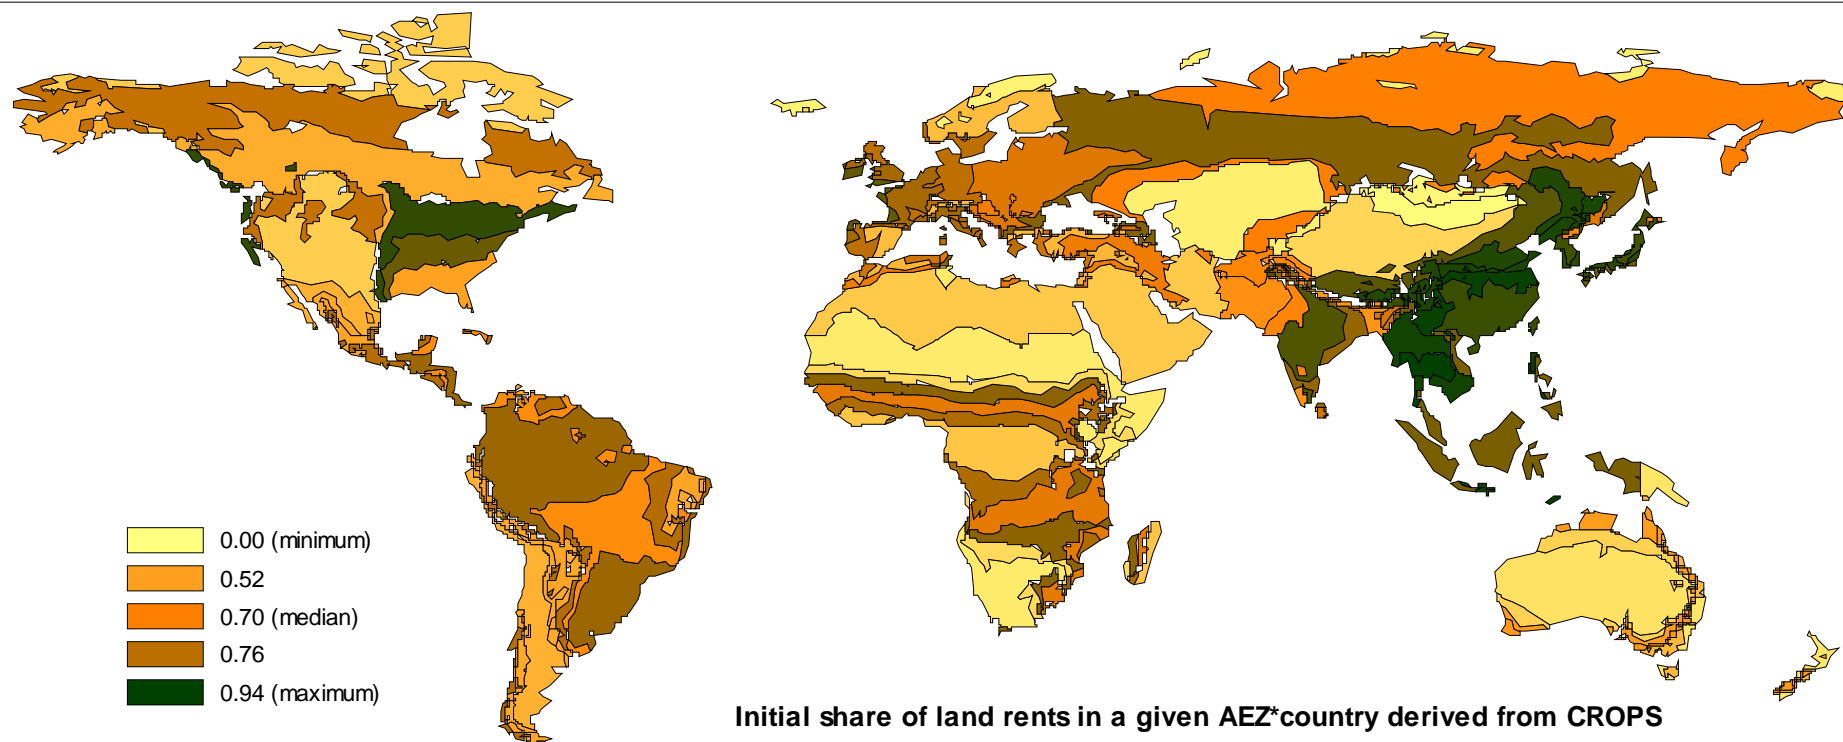 0.00 (minimum)
0.52
0.70 (median)
0.76
0.94 (maximum)
Initial share of land rents in a given AEZ*country derived from CROPS